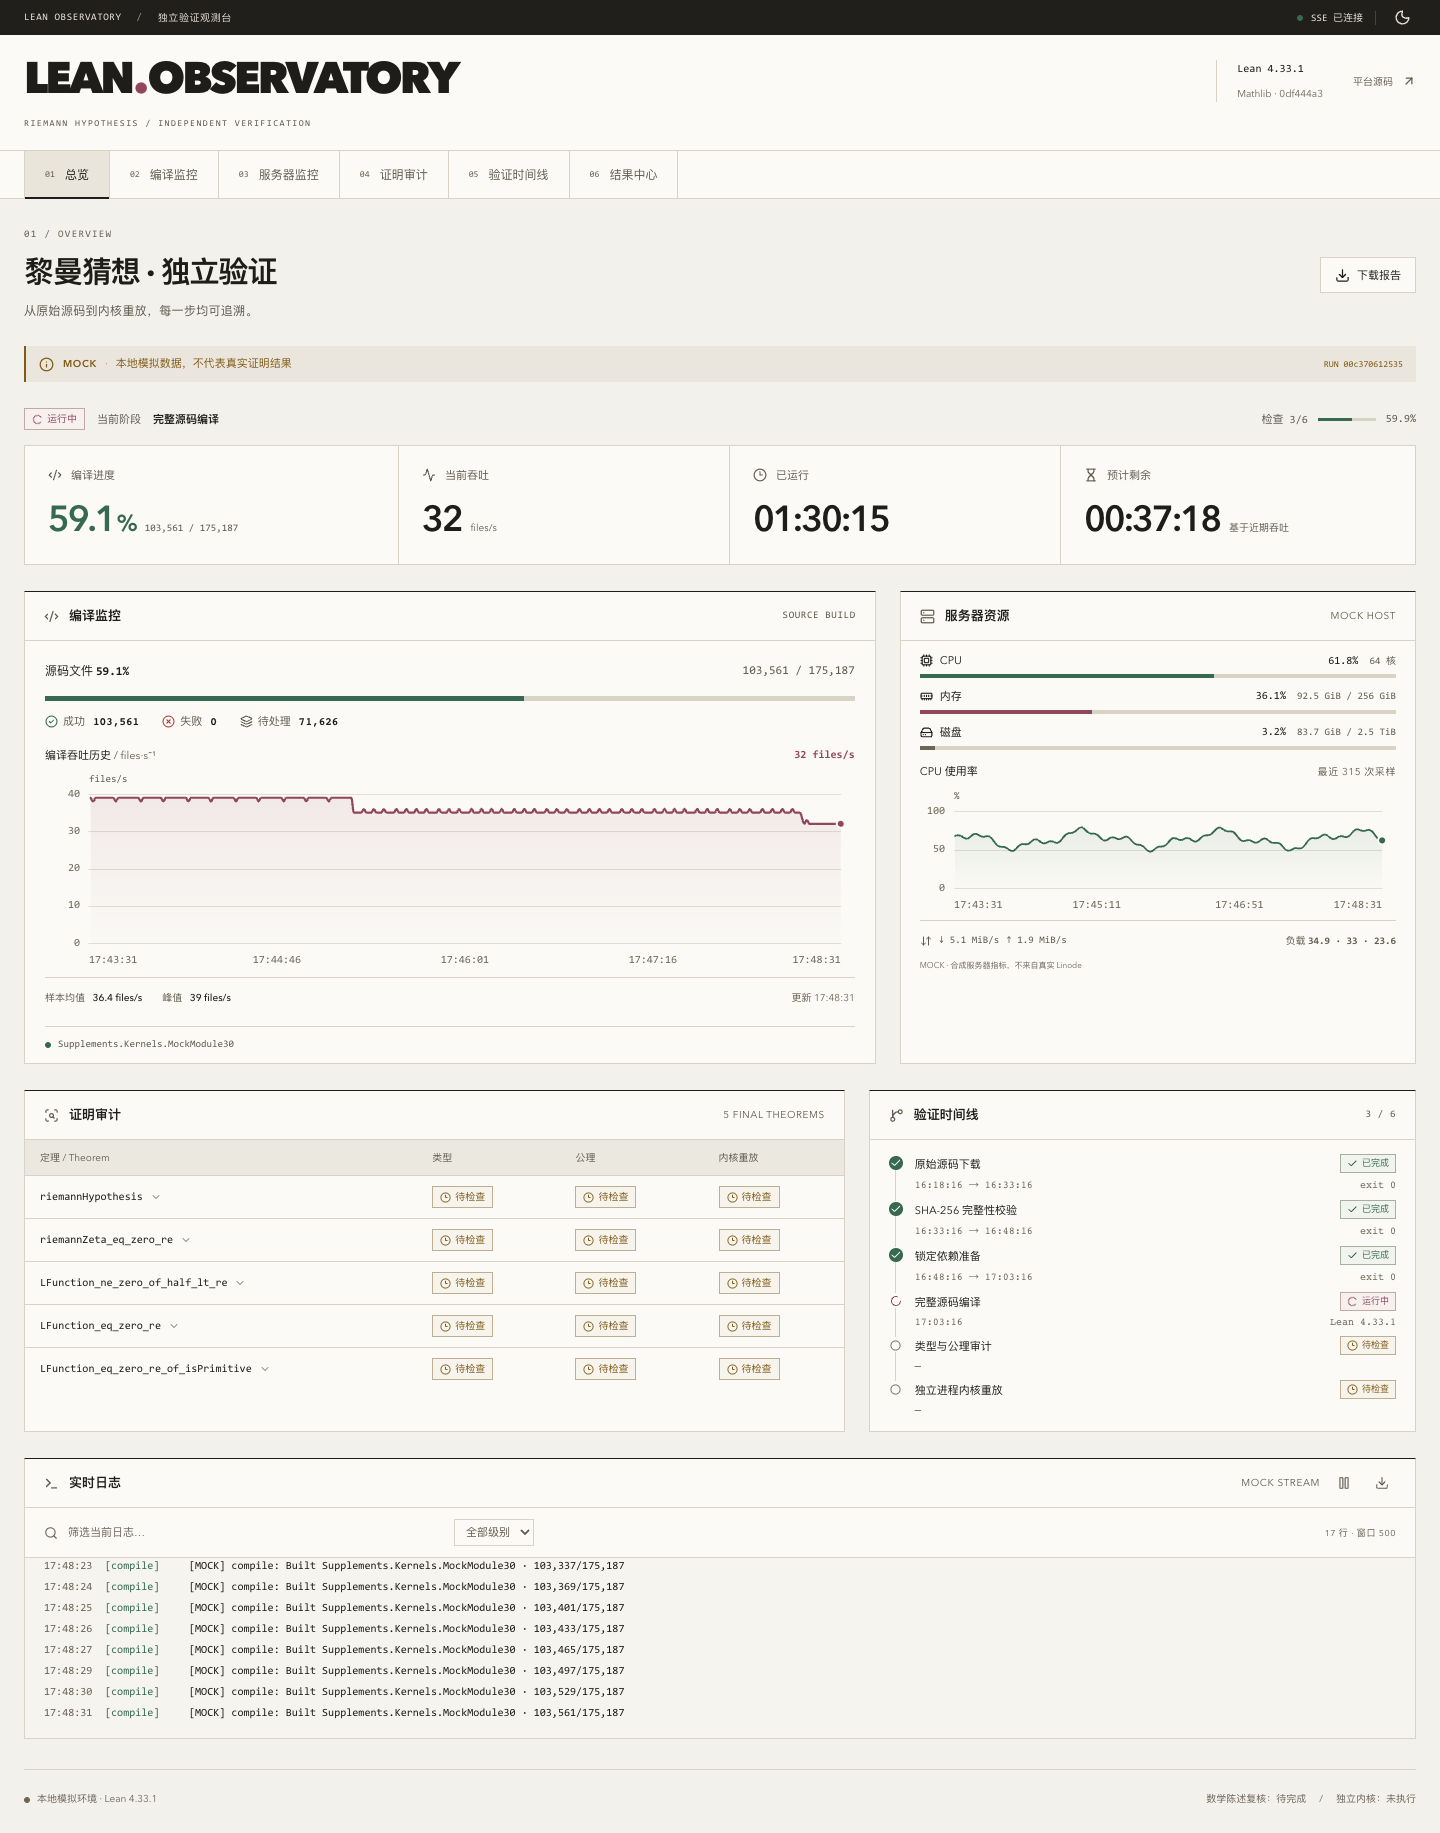 LEAN OBSERVATORY / 独立验证观测台
SSE 已连接
LEAN.OBSERVATORY
RIEMANN HYPOTHESIS / INDEPENDENT VERIFICATION
Lean 4.33.1
Mathlib · 0df444a3
平台源码
01 总览
02 编译监控
03 服务器监控
04 证明审计
05 验证时间线
06 结果中心
01 / OVERVIEW
黎曼猜想 · 独立验证
从原始源码到内核重放，每一步均可追溯。
下载报告
MOCK · 本地模拟数据，不代表真实证明结果
RUN 00c370612535
运行中 当前阶段 完整源码编译
检查 3/6 59.9%
编译进度
59.1% 103,561 / 175,187
当前吞吐
32 files/s
已运行
01:30:15
预计剩余
00:37:18 基于近期吞吐
编译监控
SOURCE BUILD
源码文件 59.1%
103,561 / 175,187
成功 103,561 失败 0 待处理 71,626
编译吞吐历史 / files·s⁻¹
32 files/s
files/s
40
30
20
10
0
17:43:31 17:44:46 17:46:01 17:47:16 17:48:31
样本均值 36.4 files/s 峰值 39 files/s
更新 17:48:31
Supplements.Kernels.MockModule30
服务器资源
MOCK HOST
CPU 61.8% 64 核
内存 36.1% 92.5 GiB / 256 GiB
磁盘 3.2% 83.7 GiB / 2.5 TiB
CPU 使用率
最近 315 次采样
%
100
50
0
17:43:31 17:45:11 17:46:51 17:48:31
↓ 5.1 MiB/s ↑ 1.9 MiB/s
负载 34.9 · 33 · 23.6
MOCK · 合成服务器指标，不来自真实 Linode
证明审计
5 FINAL THEOREMS
定理 / Theorem 类型 公理 内核重放
riemannHypothesis 待检查 待检查 待检查
riemannZeta_eq_zero_re 待检查 待检查 待检查
LFunction_ne_zero_of_half_lt_re 待检查 待检查 待检查
LFunction_eq_zero_re 待检查 待检查 待检查
LFunction_eq_zero_re_of_isPrimitive 待检查 待检查 待检查
验证时间线
3 / 6
原始源码下载 已完成
16:18:16 → 16:33:16 exit 0
SHA-256 完整性校验 已完成
16:33:16 → 16:48:16 exit 0
锁定依赖准备 已完成
16:48:16 → 17:03:16 exit 0
完整源码编译 运行中
17:03:16 Lean 4.33.1
类型与公理审计 待检查
—
独立进程内核重放 待检查
—
实时日志
MOCK STREAM
筛选当前日志...
全部级别
17 行 · 窗口 500
17:48:23 [compile] [MOCK] compile: Built Supplements.Kernels.MockModule30 · 103,337/175,187
17:48:24 [compile] [MOCK] compile: Built Supplements.Kernels.MockModule30 · 103,369/175,187
17:48:25 [compile] [MOCK] compile: Built Supplements.Kernels.MockModule30 · 103,401/175,187
17:48:26 [compile] [MOCK] compile: Built Supplements.Kernels.MockModule30 · 103,433/175,187
17:48:27 [compile] [MOCK] compile: Built Supplements.Kernels.MockModule30 · 103,465/175,187
17:48:29 [compile] [MOCK] compile: Built Supplements.Kernels.MockModule30 · 103,497/175,187
17:48:30 [compile] [MOCK] compile: Built Supplements.Kernels.MockModule30 · 103,529/175,187
17:48:31 [compile] [MOCK] compile: Built Supplements.Kernels.MockModule30 · 103,561/175,187
本地模拟环境 · Lean 4.33.1
数学陈述复核：待完成 / 独立内核：未执行